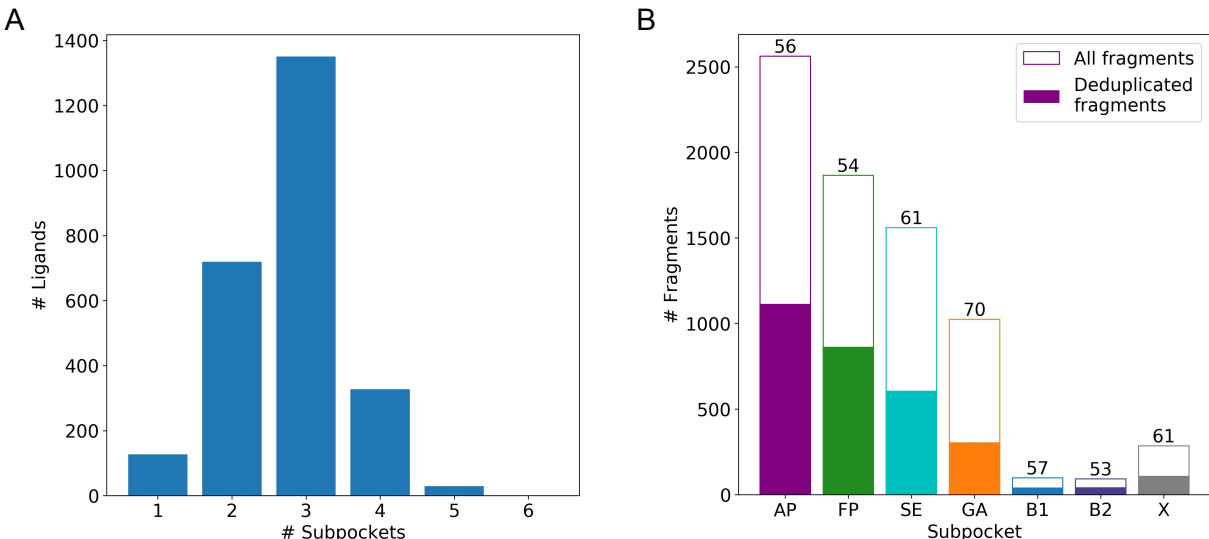 A
1400
1200
1000
800
600
400
200
0
# Ligands
1 2 3 4 5 6
# Subpockets
B
2500
2000
1500
1000
500
0
# Fragments
56
54
61
70
57
53
61
All fragments
Deduplicated
fragments
AP FP SE GA B1 B2 X
Subpocket